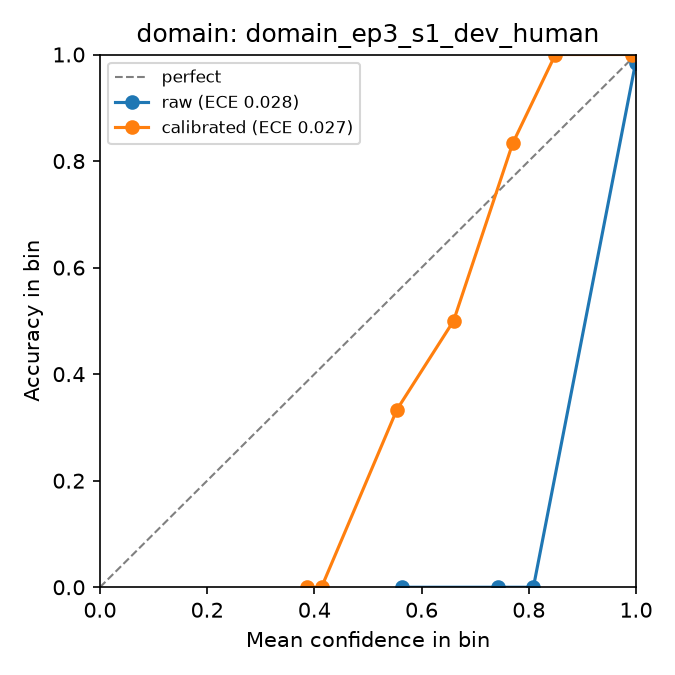 domain: domain_ep3_s1_dev_human
1.0
0.8
0.6
0.4
0.2
0.0
Accuracy in bin
perfect
raw (ECE 0.028)
calibrated (ECE 0.027)
0.0 0.2 0.4 0.6 0.8 1.0
Mean confidence in bin